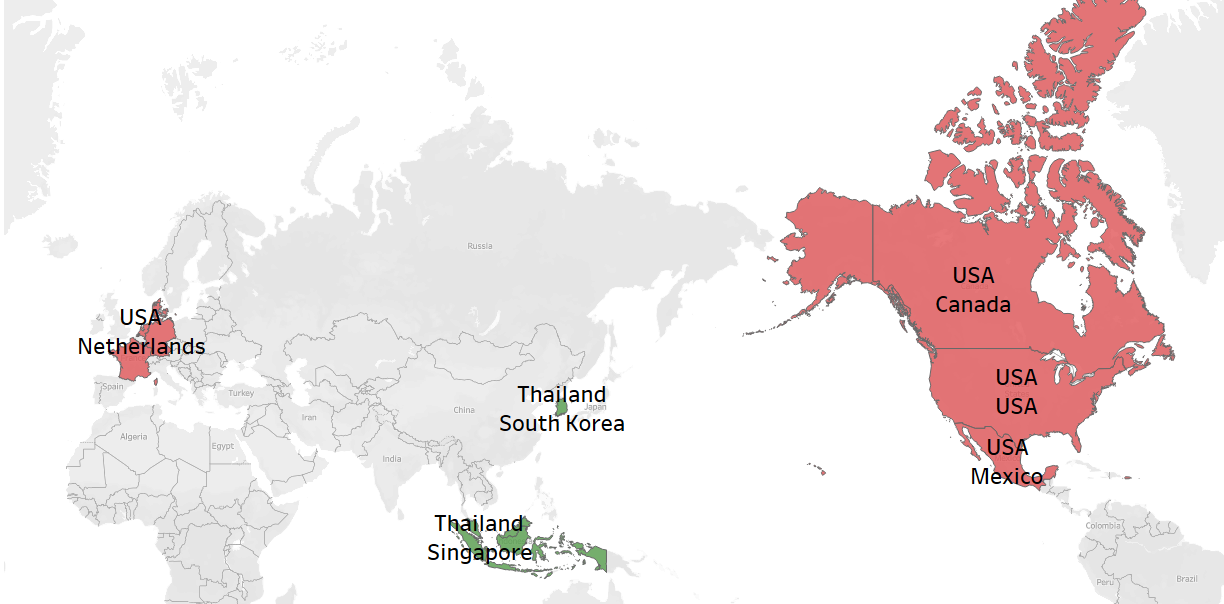 Russia
USA
Canada
USA
Netherlands
USA
USA
Spain
Turkey
Thailand
South Korea
Japan
China
Iran
Algeria
Egypt
India
USA
Mexico
Thailand
Singapore
Colombia
Peru
Brazil